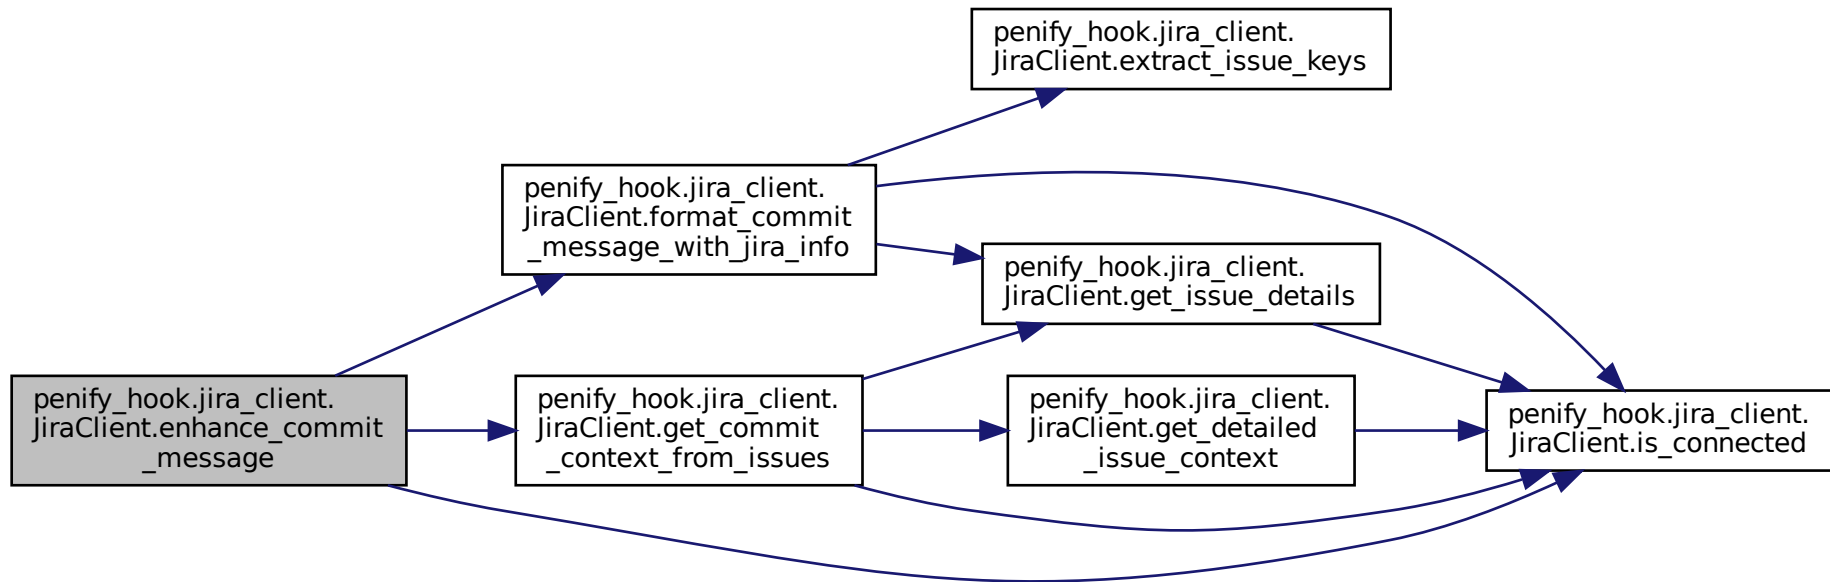 penify_hook.jira_client.
JiraClient.extract_issue_keys
penify_hook.jira_client.
JiraClient.format_commit
_message_with_jira_info
penify_hook.jira_client.
JiraClient.get_issue_details
penify_hook.jira_client.
JiraClient.enhance_commit
_message
penify_hook.jira_client.
JiraClient.get_commit
_context_from_issues
penify_hook.jira_client.
JiraClient.get_detailed
_issue_context
penify_hook.jira_client.
JiraClient.is_connected